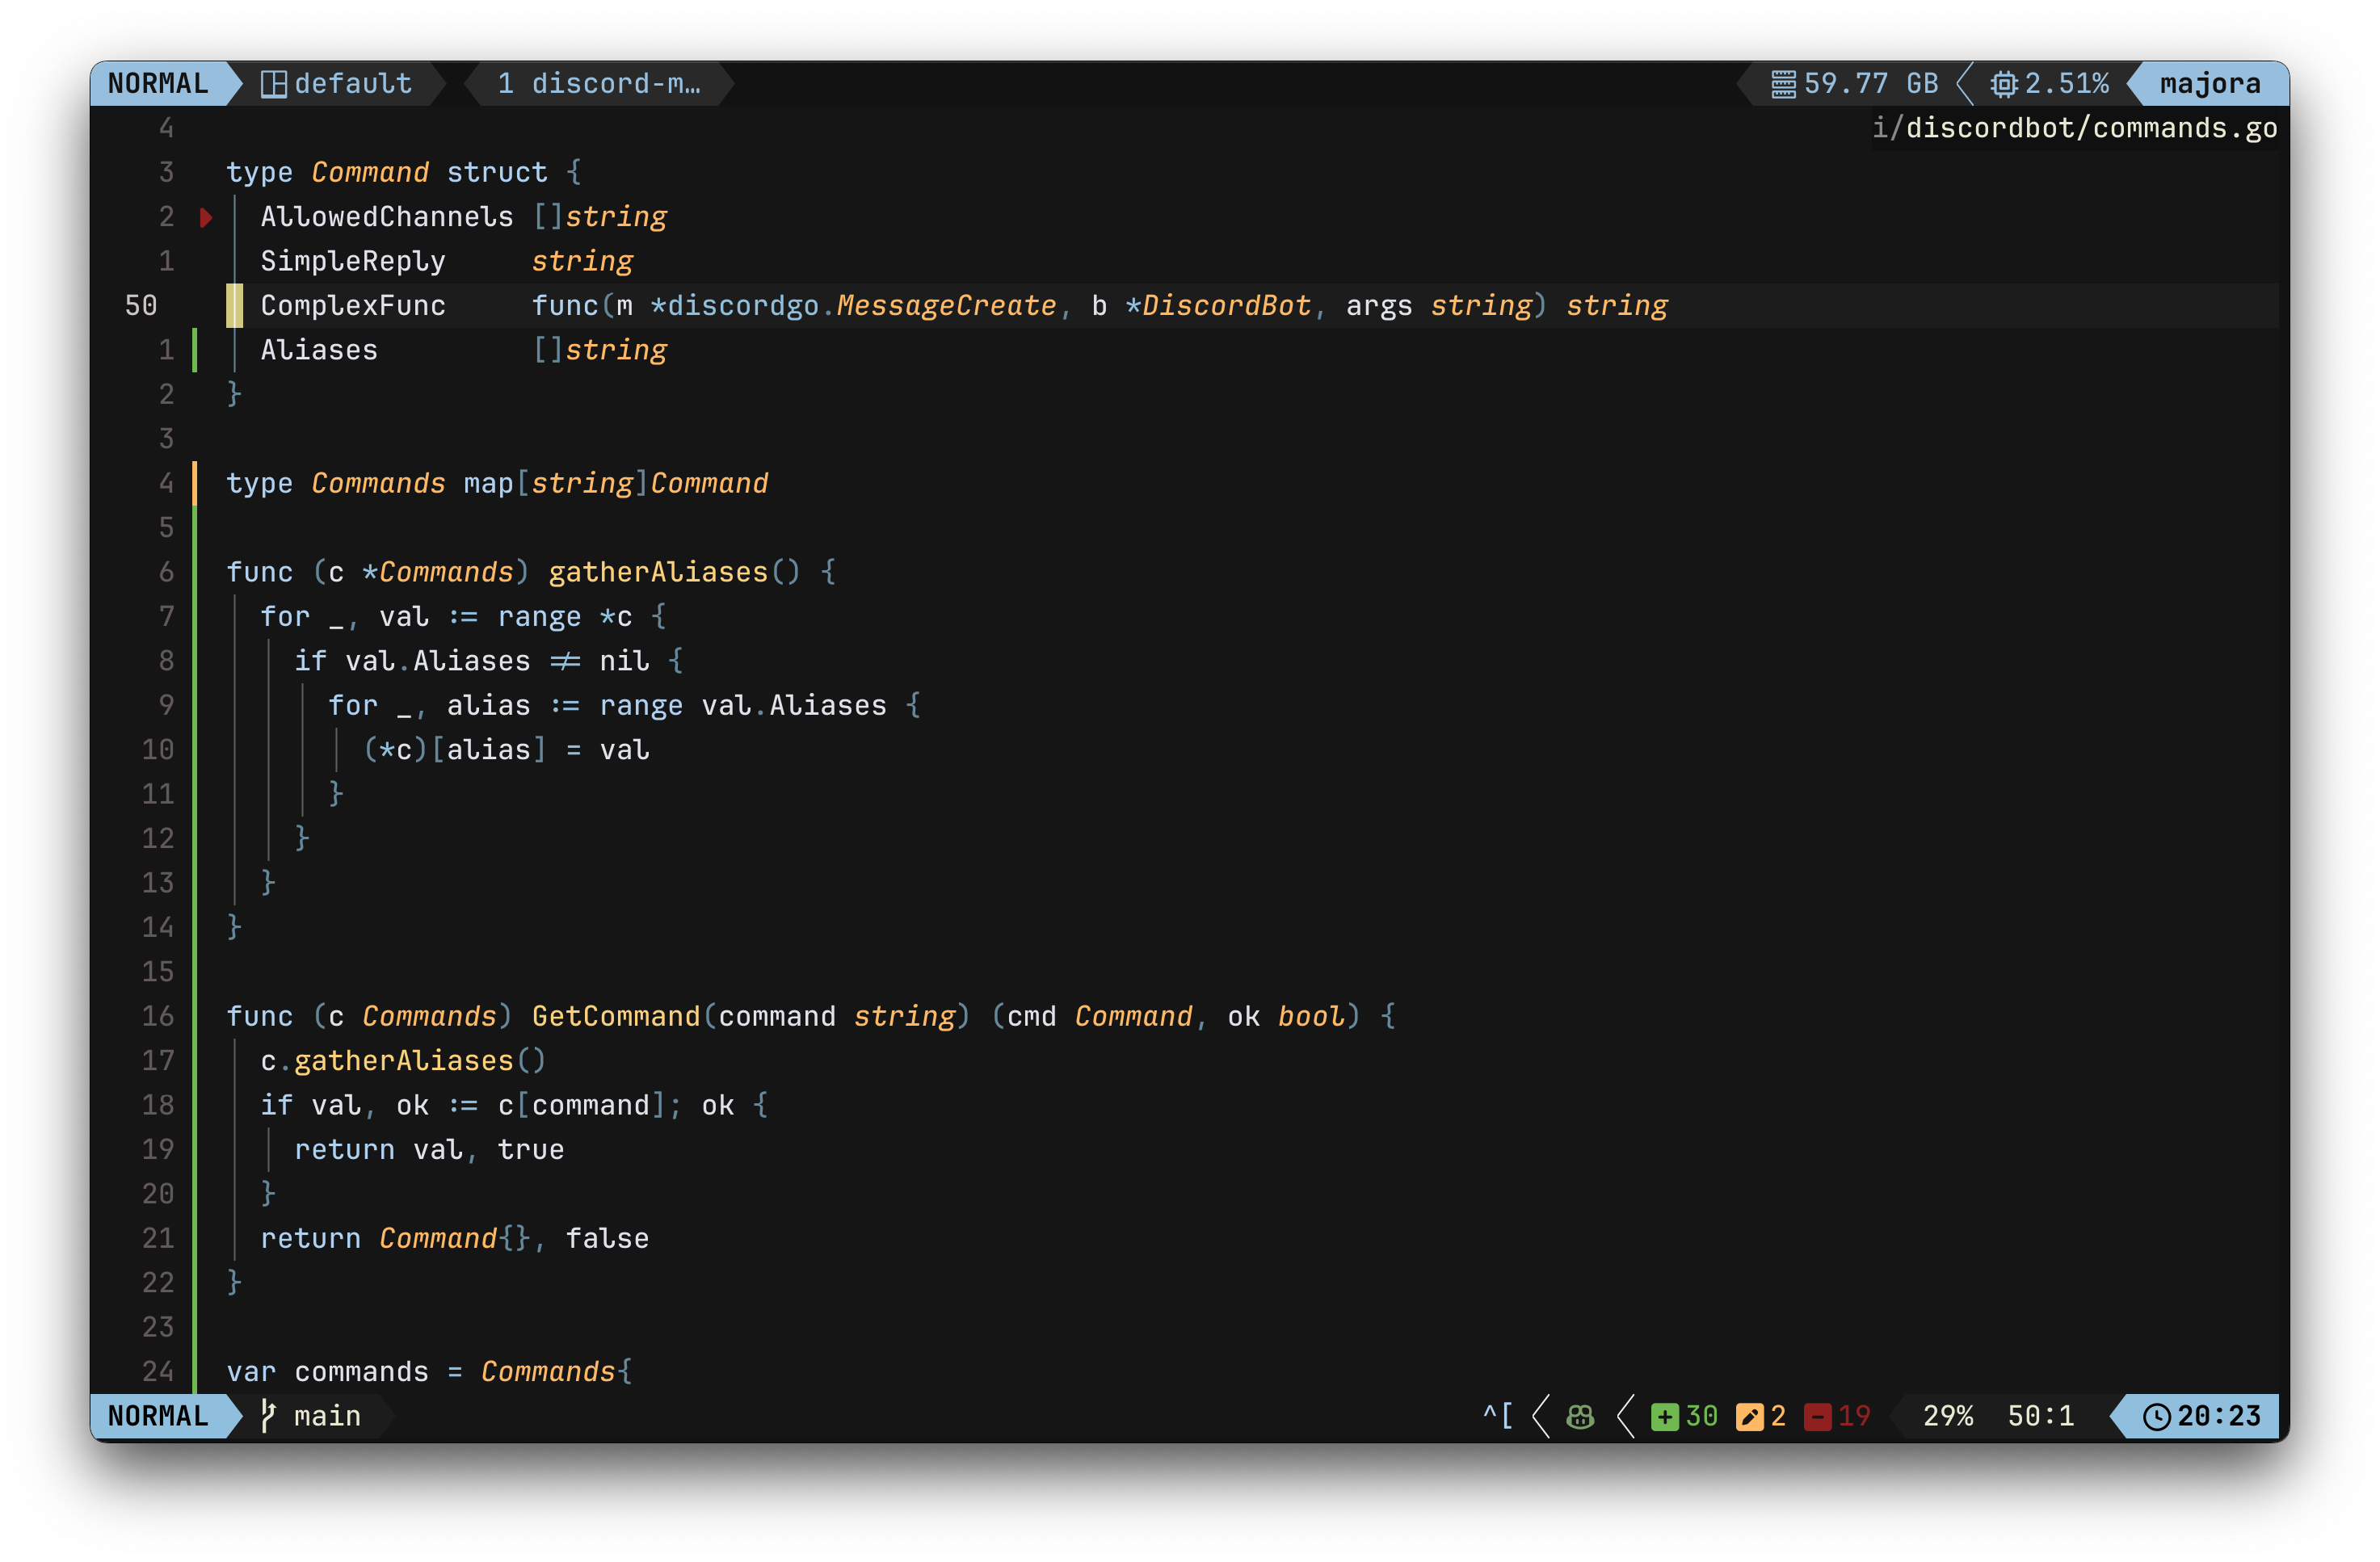 NORMAL default 1 discord-m… 59.77 GB 2.51% majora
4 i/discordbot/commands.go
3 type Command struct {
2 AllowedChannels []string
1 SimpleReply string
50 ComplexFunc func(m *discordgo.MessageCreate, b *DiscordBot, args string) string
1 Aliases []string
2 }
3
4 type Commands map[string]Command
5
6 func (c *Commands) gatherAliases() {
7 for _, val := range *c {
8 if val.Aliases != nil {
9 for _, alias := range val.Aliases {
10 (*c)[alias] = val
11 }
12 }
13 }
14 }
15
16 func (c Commands) GetCommand(command string) (cmd Command, ok bool) {
17 c.gatherAliases()
18 if val, ok := c[command]; ok {
19 return val, true
20 }
21 return Command{}, false
22 }
23
24 var commands = Commands{
NORMAL main ^[ 30 2 19 29% 50:1 20:23